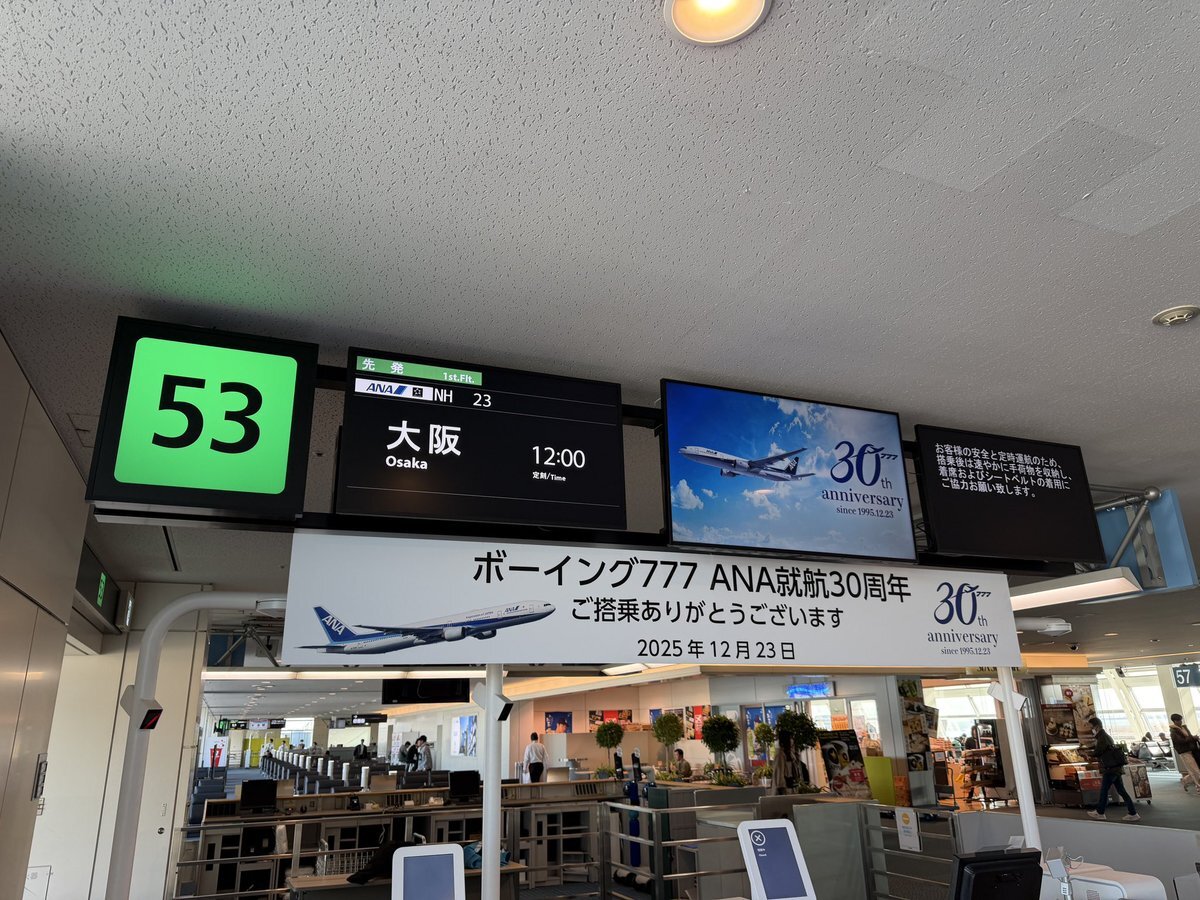 53
先発 1st.Flt.
ANA NH 23
大阪
Osaka
12:00
定刻/Time
30th
777
anniversary
since 1995.12.23
お客様の安全と定時運航のため、
搭乗後は速やかに手荷物を収納し、
着席およびシートベルトの着用に
ご協力お願い致します。
ボーイング777 ANA就航30周年
ご搭乗ありがとうございます
2025年12月23日
ANA
ANA
30th
777
anniversary
since 1995.12.23
57